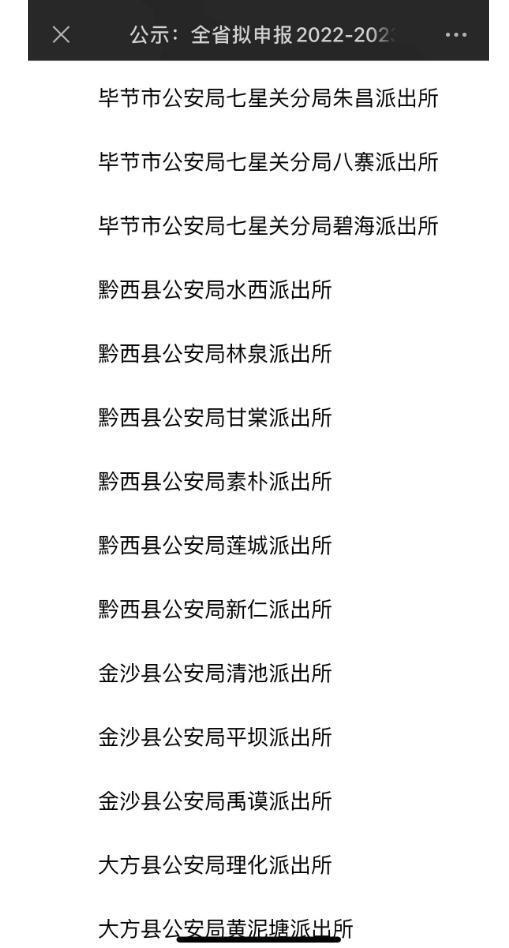 公示：全省拟申报2022-202
毕节市公安局七星关分局朱昌派出所
毕节市公安局七星关分局八寨派出所
毕节市公安局七星关分局碧海派出所
黔西县公安局水西派出所
黔西县公安局林泉派出所
黔西县公安局甘棠派出所
黔西县公安局素朴派出所
黔西县公安局莲城派出所
黔西县公安局新仁派出所
金沙县公安局清池派出所
金沙县公安局平坝派出所
金沙县公安局禹谟派出所
大方县公安局理化派出所
大方县公安局黄泥塘派出所